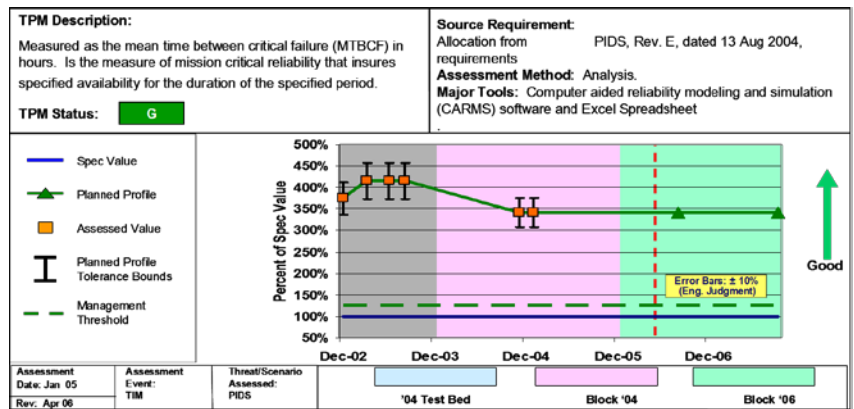 TPM Description:
Measured as the mean time between critical failure (MTBCF) in
hours. Is the measure of mission critical reliability that insures
specified availability for the duration of the specified period.
TPM Status: G
Source Requirement:
Allocation from PIDS, Rev. E, dated 13 Aug 2004,
requirements
Assessment Method: Analysis.
Major Tools: Computer aided reliability modeling and simulation
(CARMS) software and Excel Spreadsheet
.
Spec Value
Planned Profile
Assessed Value
Planned Profile
Tolerance Bounds
Management
Threshold
Percent of Spec Value
500%
450%
400%
350%
300%
250%
200%
150%
100%
50%
Dec-02 Dec-03 Dec-04 Dec-05 Dec-06
Error Bars: ± 10%
(Eng. Judgment)
Good
Assessment
Date: Jan 05
Rev: Apr 06
Assessment
Event:
TIM
Threat/Scenario
Assessed:
PIDS
'04 Test Bed
Block '04
Block '06